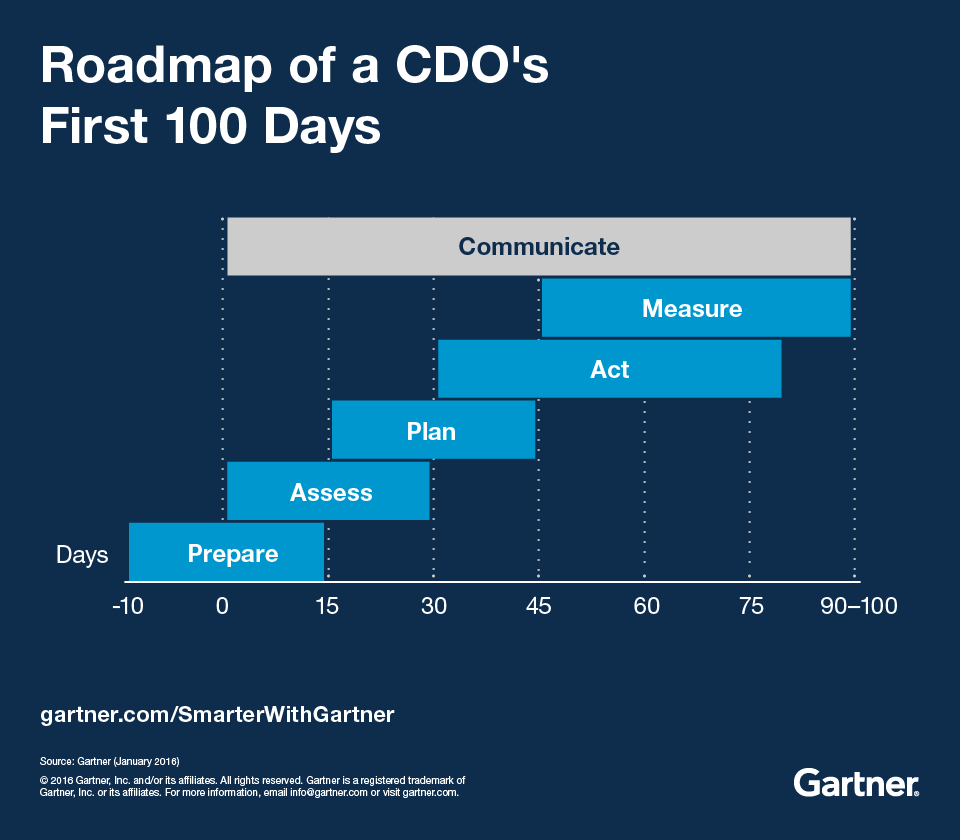 Roadmap of a CDO's
First 100 Days
Communicate
Measure
Act
Plan
Assess
Days
Prepare
-10 0 15 30 45 60 75 90–100
gartner.com/SmarterWithGartner
Source: Gartner (January 2016)
© 2016 Gartner, Inc. and/or its affiliates. All rights reserved. Gartner is a registered trademark of
Gartner, Inc. or its affiliates. For more information, email info@gartner.com or visit gartner.com.
Gartner®